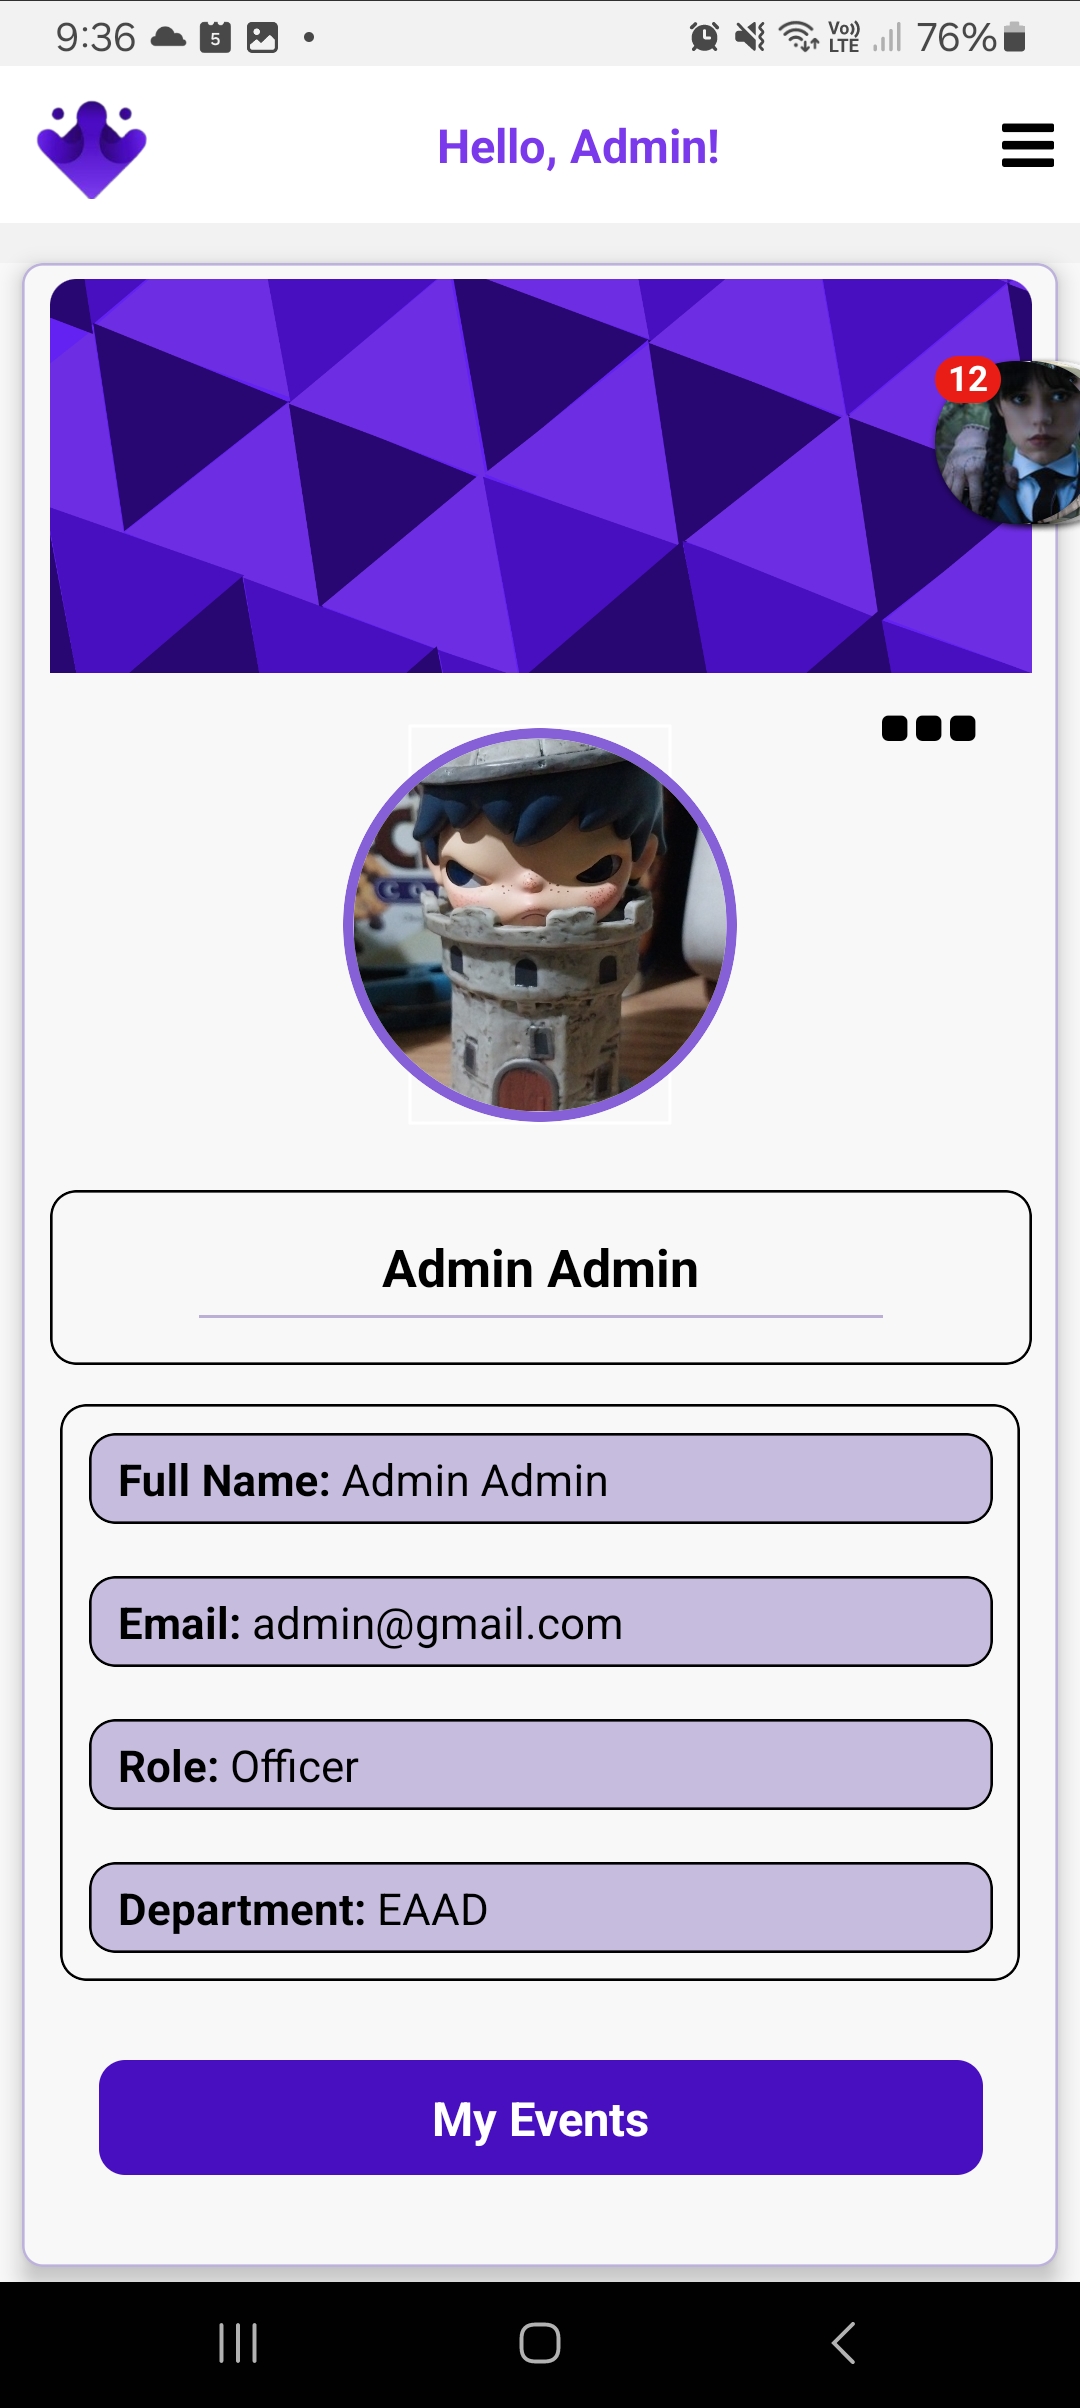 9:36
5
Vo))
LTE
76%
Hello, Admin!
12
Admin Admin
Full Name: Admin Admin
Email: admin@gmail.com
Role: Officer
Department: EAAD
My Events